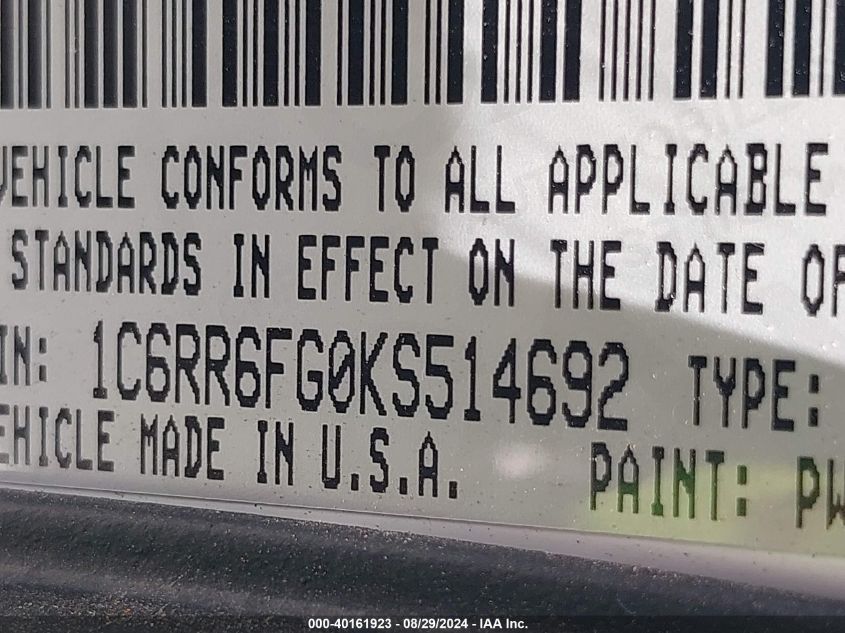 VEHICLE CONFORMS TO ALL APPLICABLE
STANDARDS IN EFFECT ON THE DATE OF
IN: 1C6RR6FG0KS514692 TYPE:
EHICLE MADE IN U.S.A.
PAINT: PW
000-40161923 - 08/29/2024 - IAA Inc.